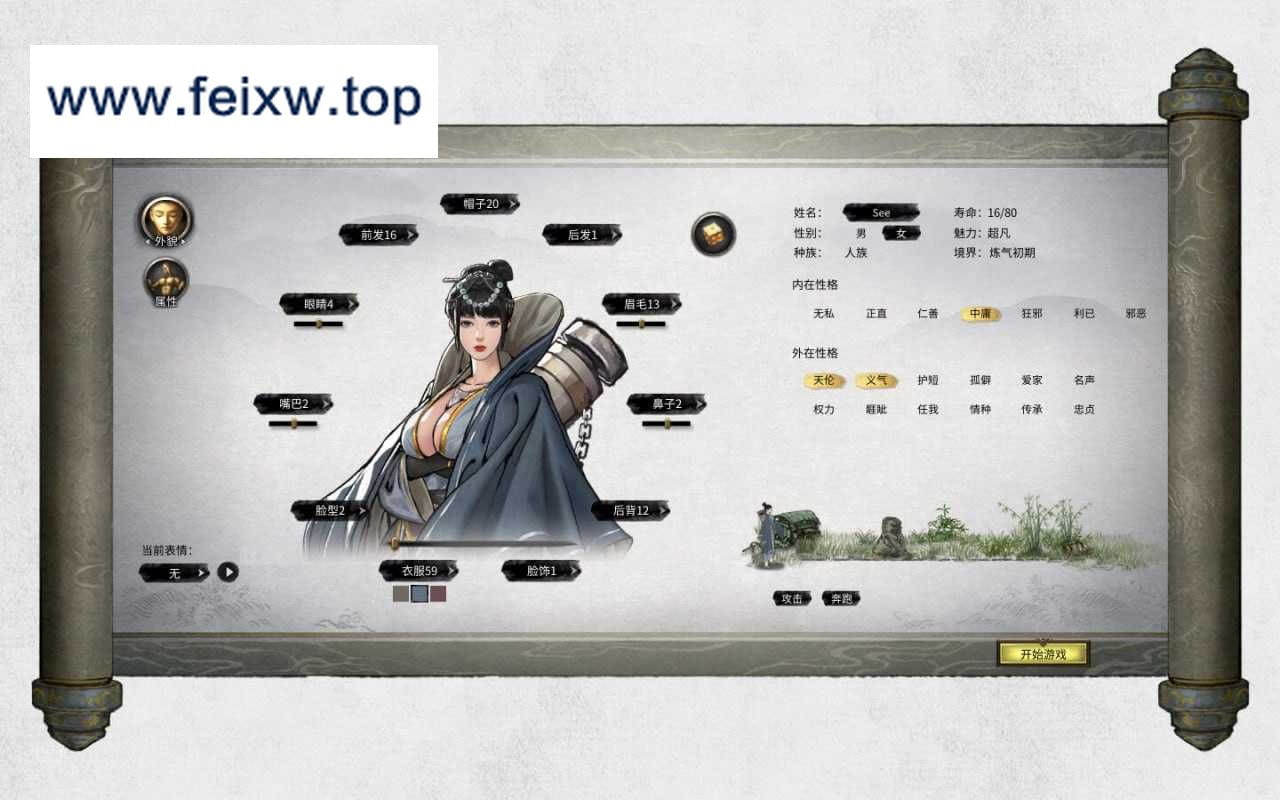 www.feixw.top
外貌
属性
帽子20
前发16
后发1
眼睛4
眉毛13
嘴巴2
鼻子2
脸型2
后背12
当前表情：
无
衣服59
脸饰1
姓名： See 寿命：16/80
性别： 男 女 魅力：超凡
种族： 人族 境界：炼气初期
内在性格
无私 正直 仁善 中庸 狂邪 利己 邪恶
外在性格
天伦 义气 护短 孤僻 爱家 名声
权力 睚眦 任我 情种 传承 忠贞
攻击 奔跑
开始游戏